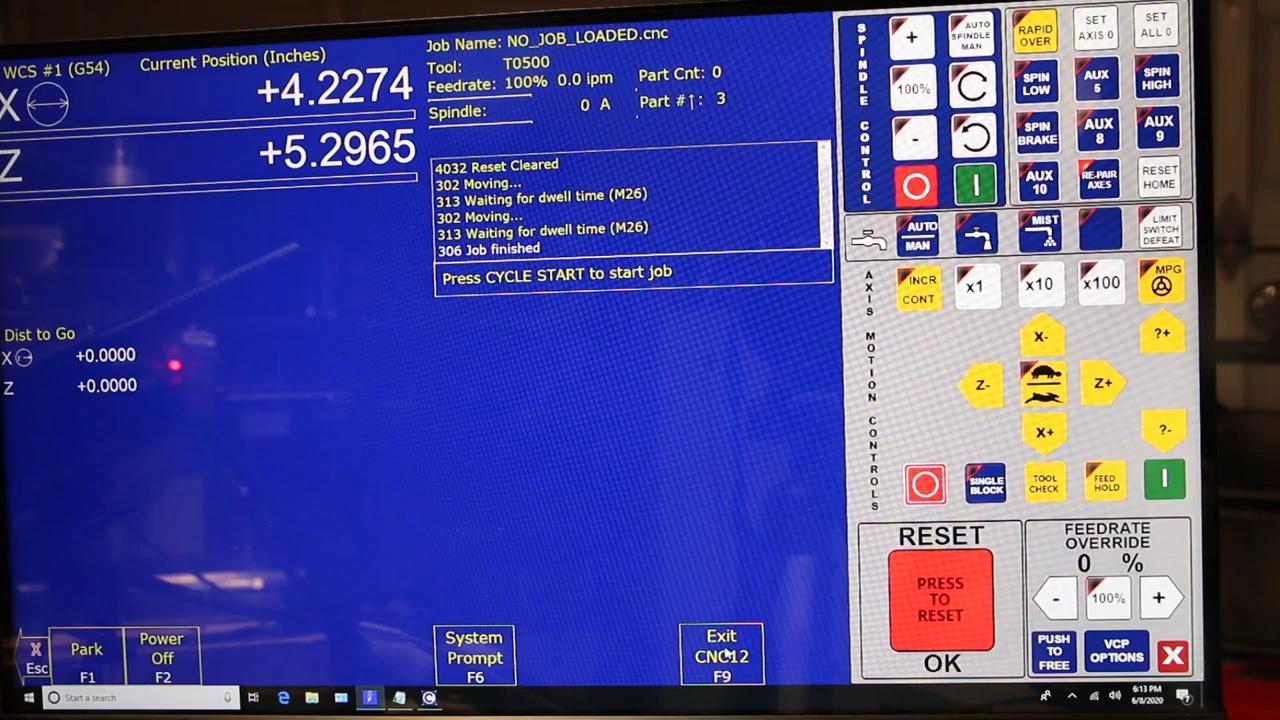 WCS #1 (G54)
Current Position (Inches)
X
+4.2274
Z
+5.2965
Job Name: NO_JOB_LOADED.cnc
Tool: T0500
Feedrate: 100% 0.0 ipm
Spindle: 0 A
Part Cnt: 0
Part #↑: 3
4032 Reset Cleared
302 Moving...
313 Waiting for dwell time (M26)
302 Moving...
313 Waiting for dwell time (M26)
306 Job finished
Press CYCLE START to start job
Dist to Go
X +0.0000
Z +0.0000
X
Esc
Park
F1
Power
Off
F2
System
Prompt
F6
Exit
CNC12
F9
SPINDLE CONTROL
+
AUTO
SPINDLE
MAN
100%
-
RAPID
OVER
SET
AXIS 0
SET
ALL 0
SPIN
LOW
AUX
5
SPIN
HIGH
SPIN
BRAKE
AUX
8
AUX
9
AUX
10
RE-PAIR
AXES
RESET
HOME
AUTO
MAN
MIST
LIMIT
SWITCH
DEFEAT
AXIS MOTION CONTROLS
INCR
CONT
x1
x10
x100
MPG
X-
?+
Z-
Z+
X+
?-
SINGLE
BLOCK
TOOL
CHECK
FEED
HOLD
RESET
PRESS
TO
RESET
OK
FEEDRATE
OVERRIDE
0 %
-
100%
+
PUSH
TO
FREE
VCP
OPTIONS
X
Start a search
6:13 PM
6/8/2020